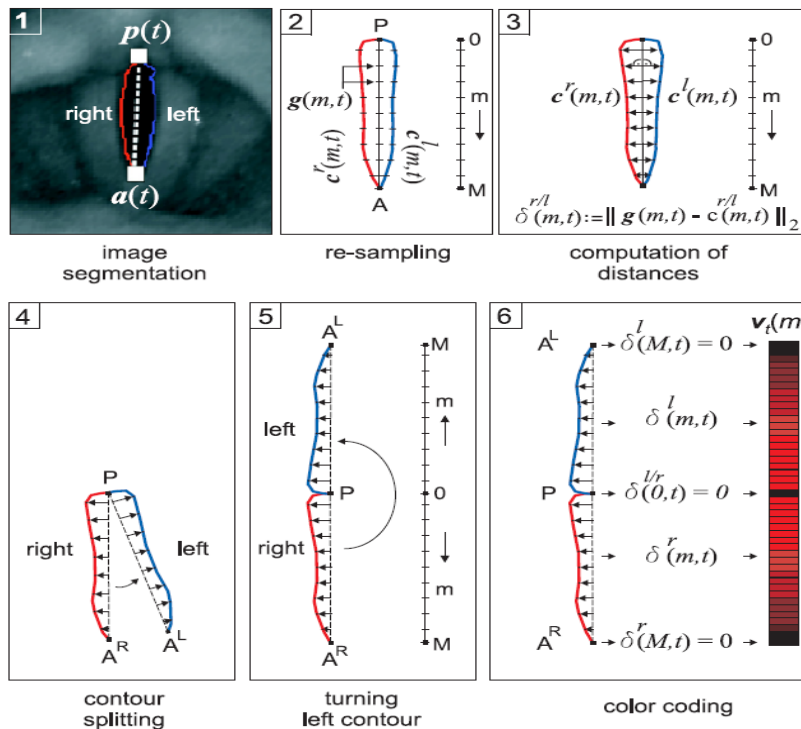 1
p(t)
right
left
a(t)
image
segmentation
2
P
0
g(m,t)
m
c^r(m,t)
c^l(m,t)
A
M
re-sampling
3
0
c^r(m,t)
c^l(m,t)
m
M
δ^{r/l}(m,t):=‖ g(m,t) - c^{r/l}(m,t) ‖_2
computation of
distances
4
P
right
left
A^R
A^L
contour
splitting
5
A^L
M
m
left
P
0
right
m
A^R
M
turning
left contour
6
v_t(m
A^L
δ^l(M,t) = 0
δ^l(m,t)
P
δ^{l/r}(0,t) = 0
δ^r(m,t)
A^R
δ^r(M,t) = 0
color coding